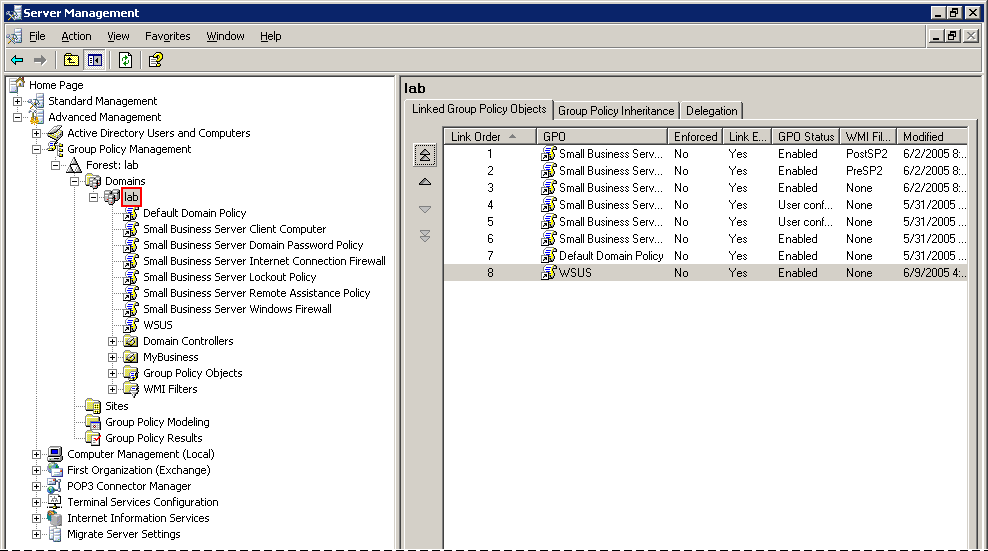 Server Management
File Action View Favorites Window Help
Home Page
Standard Management
Advanced Management
Active Directory Users and Computers
Group Policy Management
Forest: lab
Domains
lab
Default Domain Policy
Small Business Server Client Computer
Small Business Server Domain Password Policy
Small Business Server Internet Connection Firewall
Small Business Server Lockout Policy
Small Business Server Remote Assistance Policy
Small Business Server Windows Firewall
WSUS
Domain Controllers
MyBusiness
Group Policy Objects
WMI Filters
Sites
Group Policy Modeling
Group Policy Results
Computer Management (Local)
First Organization (Exchange)
POP3 Connector Manager
Terminal Services Configuration
Internet Information Services
Migrate Server Settings
lab
Linked Group Policy Objects Group Policy Inheritance Delegation
Link Order GPO Enforced Link E... GPO Status WMI Fil... Modified
1 Small Business Serv... No Yes Enabled PostSP2 6/2/2005 8:..
2 Small Business Serv... No Yes Enabled PreSP2 6/2/2005 8:..
3 Small Business Serv... No Yes Enabled None 6/2/2005 8:..
4 Small Business Serv... No Yes User conf... None 5/31/2005 ...
5 Small Business Serv... No Yes User conf... None 5/31/2005 ...
6 Small Business Serv... No Yes Enabled None 5/31/2005 ...
7 Default Domain Policy No Yes Enabled None 5/31/2005 ...
8 WSUS No Yes Enabled None 6/9/2005 4:..